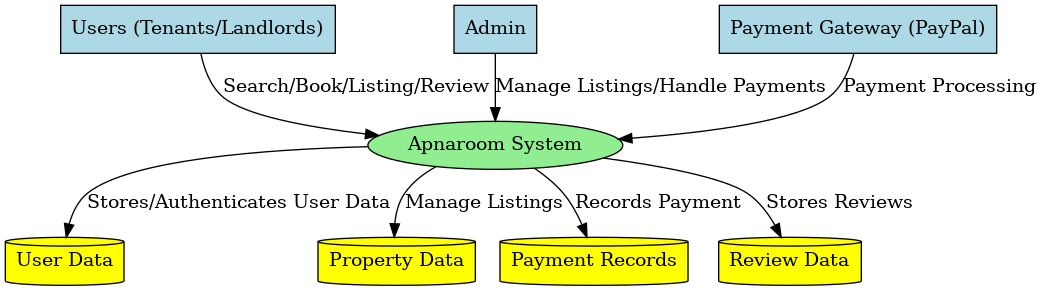 Users (Tenants/Landlords)
Admin
Payment Gateway (PayPal)
Search/Book/Listing/Review
Manage Listings/Handle Payments
Payment Processing
Apnaroom System
Stores/Authenticates User Data
Manage Listings
Records Payment
Stores Reviews
User Data
Property Data
Payment Records
Review Data